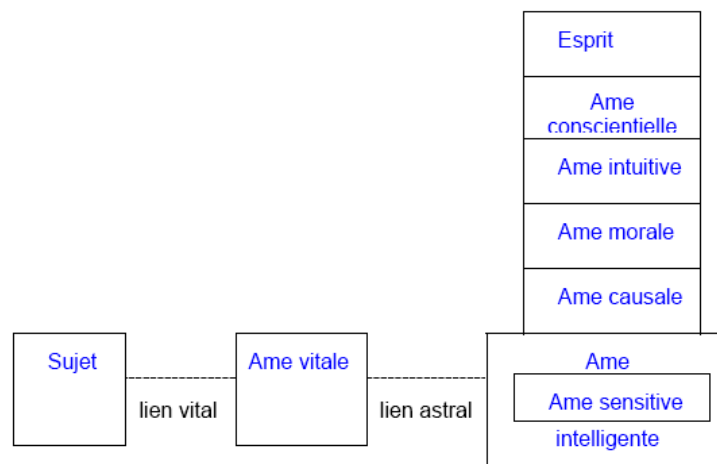 Esprit
Ame
conscientielle
Ame intuitive
Ame morale
Ame causale
Sujet
lien vital
Ame vitale
lien astral
Ame
Ame sensitive
intelligente